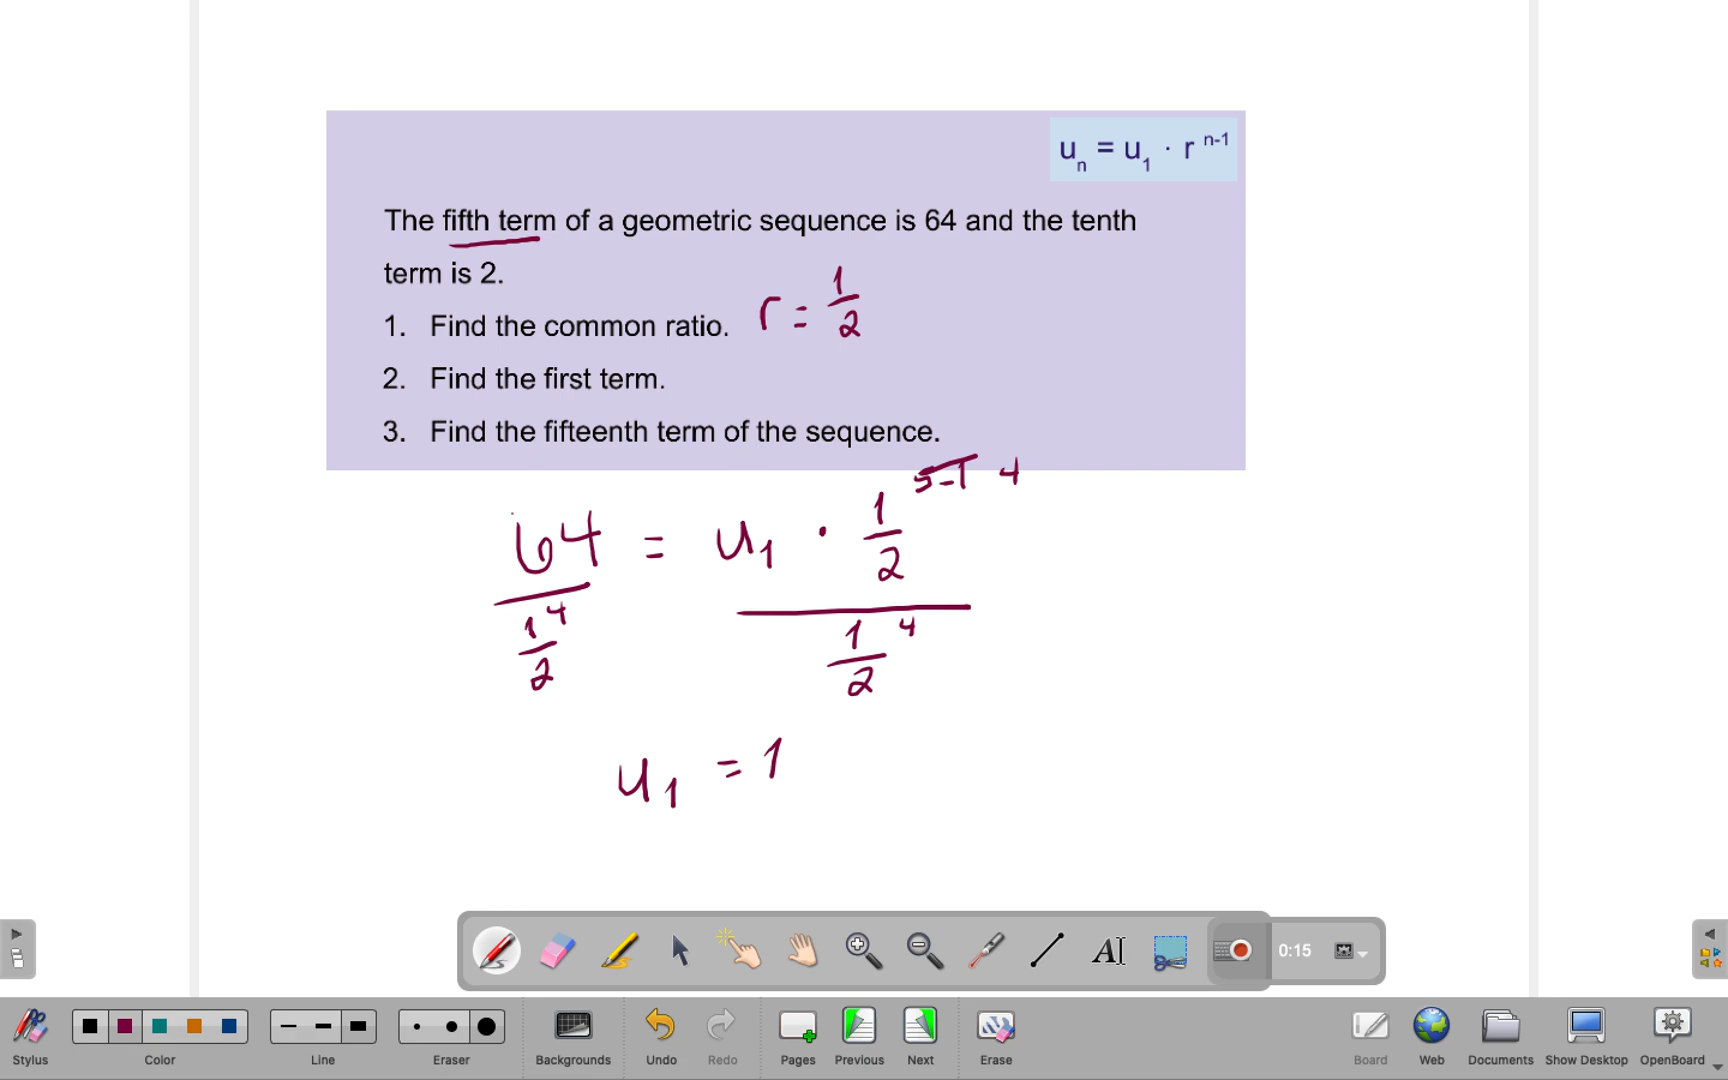 uₙ = u₁ · r ⁿ⁻¹
The fifth term of a geometric sequence is 64 and the tenth
term is 2.
1. Find the common ratio. r = 1/2
2. Find the first term.
3. Find the fifteenth term of the sequence.
5-1 4
64 = u₁ · 1/2
1/2 4 1/2 4
u₁ = 1
AI
0:15
Stylus Color Line Eraser Backgrounds Undo Redo Pages Previous Next Erase Board Web Documents Show Desktop OpenBoard